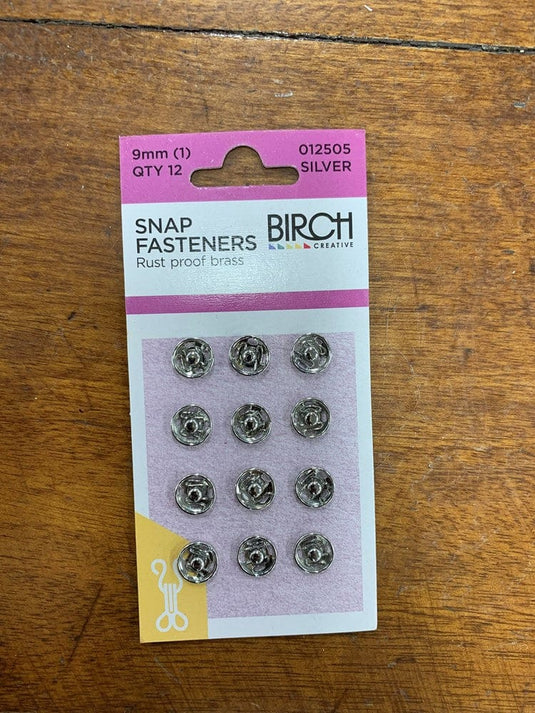 9mm (1)
QTY 12
012505
SILVER
SNAP
FASTENERS
Rust proof brass
BIRCH
CREATIVE